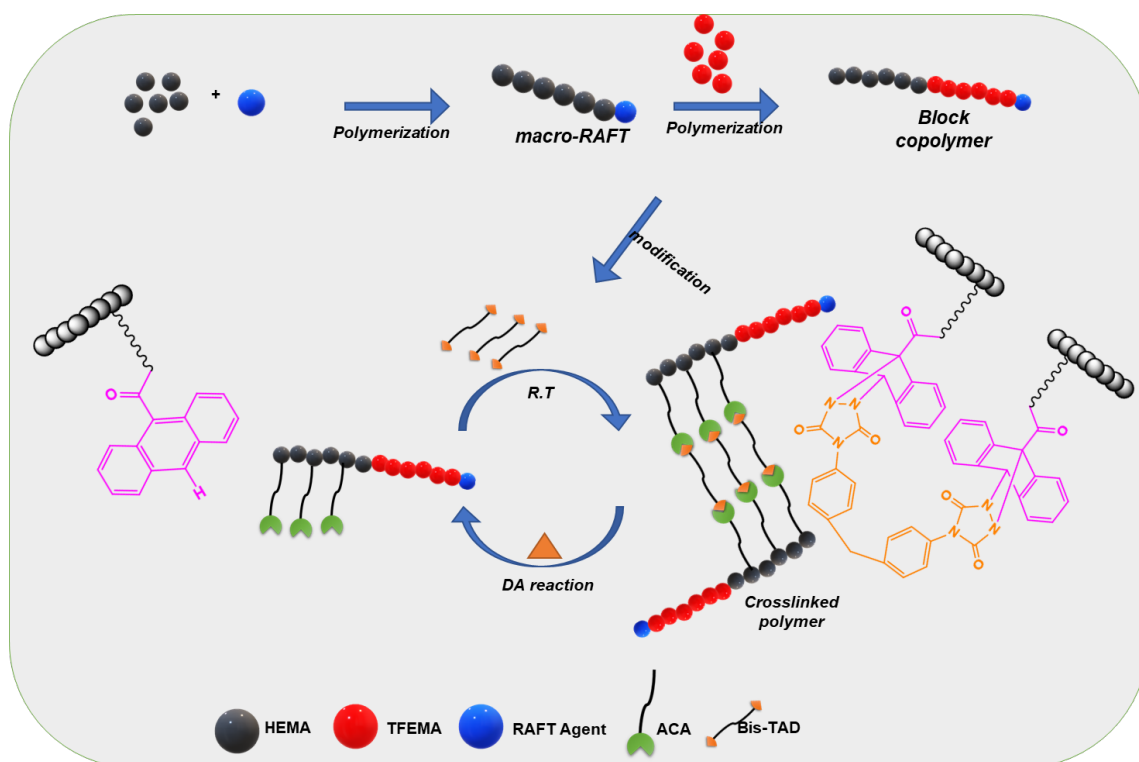 +
Polymerization
macro-RAFT
Polymerization
Block
copolymer
modification
R.T
DA reaction
Crosslinked
polymer
O
H
O
N N
O
N
O
O
O
N
N
N
O
HEMA
TFEMA
RAFT Agent
ACA
Bis-TAD